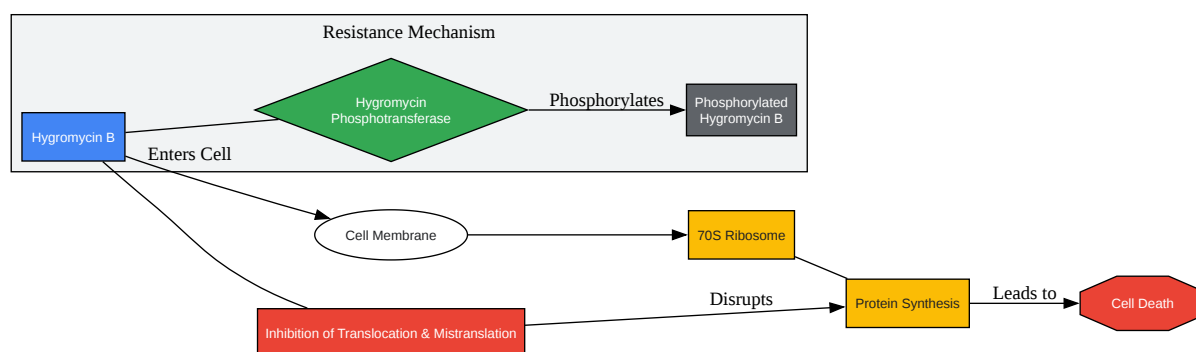 Resistance Mechanism
Hygromycin
Phosphotransferase
Phosphorylates
Phosphorylated
Hygromycin B
Hygromycin B
Enters Cell
Cell Membrane
70S Ribosome
Protein Synthesis
Leads to
Cell Death
Disrupts
Inhibition of Translocation & Mistranslation